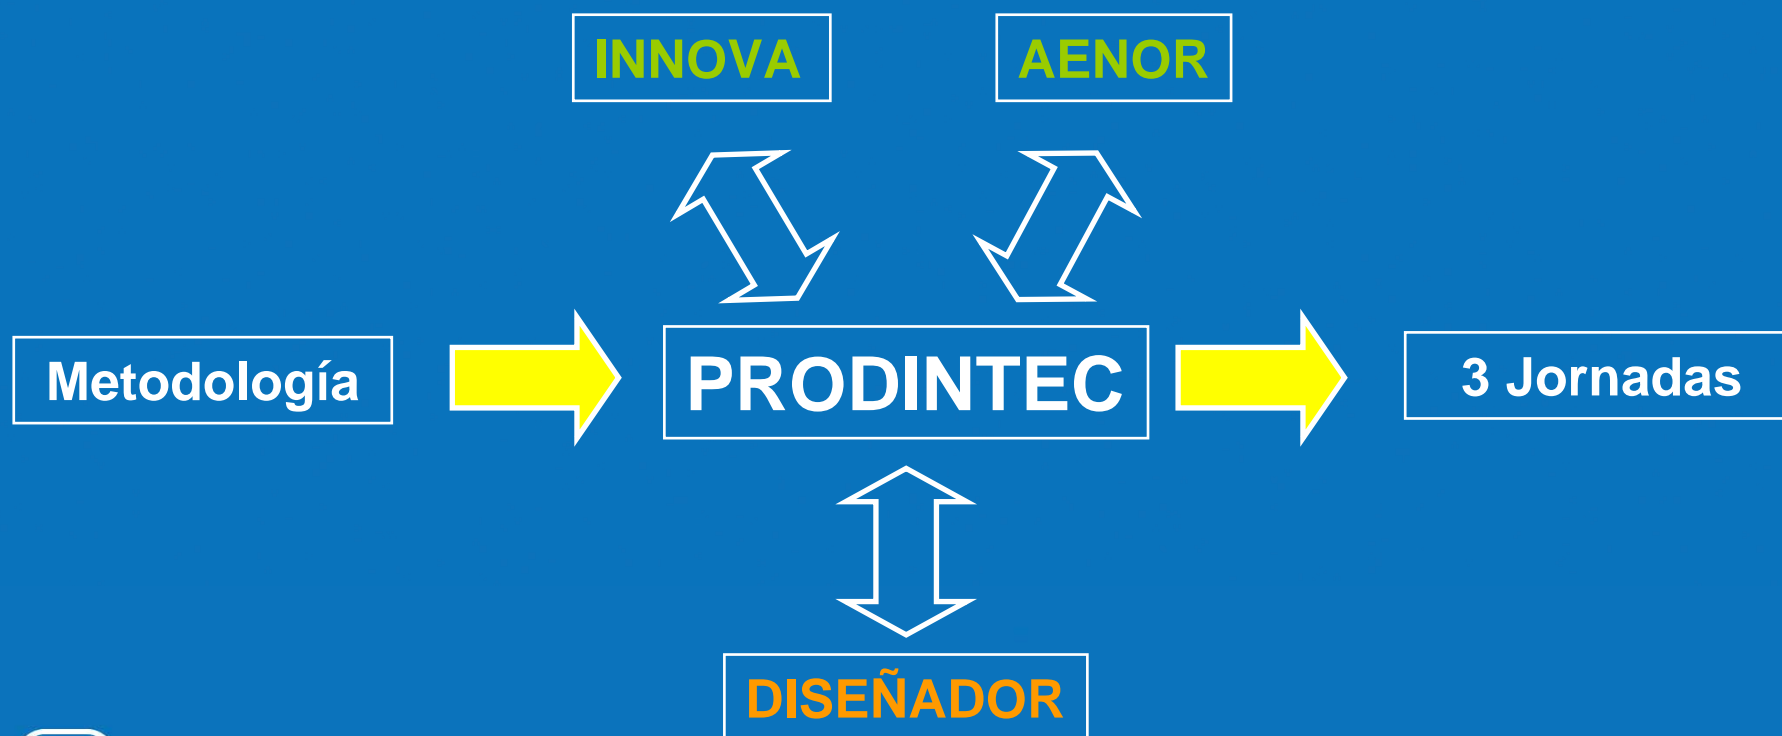 INNOVA
AENOR
Metodología
PRODINTEC
3 Jornadas
DISEÑADOR